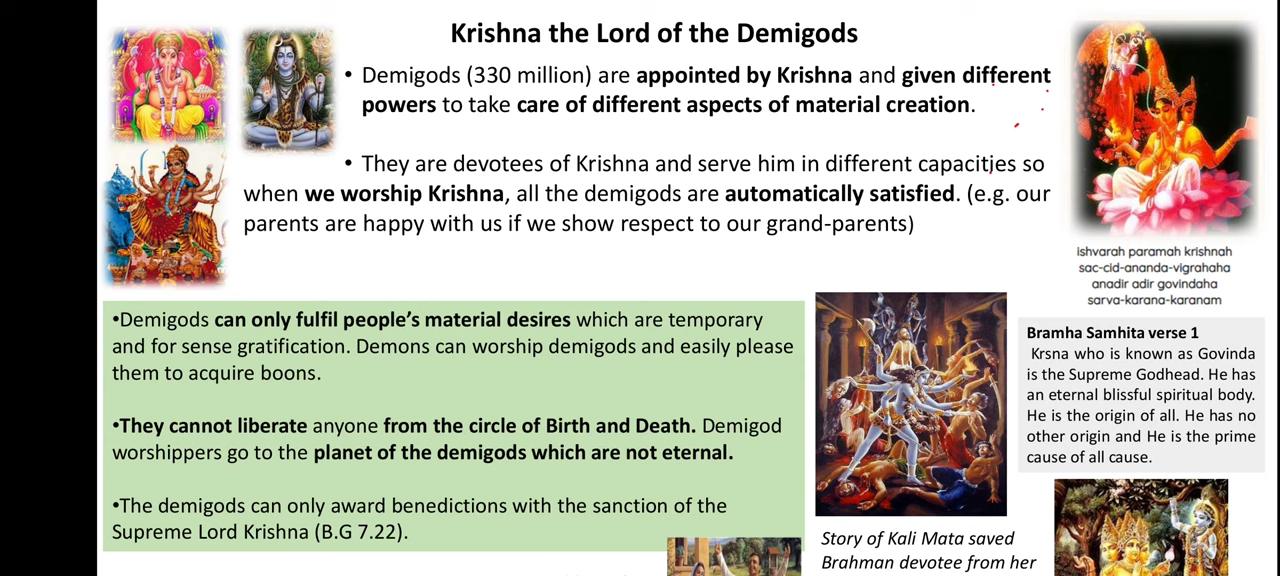 Krishna the Lord of the Demigods
•Demigods (330 million) are appointed by Krishna and given different
powers to take care of different aspects of material creation.
•They are devotees of Krishna and serve him in different capacities so
when we worship Krishna, all the demigods are automatically satisfied. (e.g. our
parents are happy with us if we show respect to our grand-parents)
ishvarah paramah krishnah
sac-cid-ananda-vigrahaha
anadir adir govindaha
sarva-karana-karanam
•Demigods can only fulfil people's material desires which are temporary
and for sense gratification. Demons can worship demigods and easily please
them to acquire boons.
•They cannot liberate anyone from the circle of Birth and Death. Demigod
worshippers go to the planet of the demigods which are not eternal.
•The demigods can only award benedictions with the sanction of the
Supreme Lord Krishna (B.G 7.22).
Bramha Samhita verse 1
Krsna who is known as Govinda
is the Supreme Godhead. He has
an eternal blissful spiritual body.
He is the origin of all. He has no
other origin and He is the prime
cause of all cause.
Story of Kali Mata saved
Brahman devotee from her